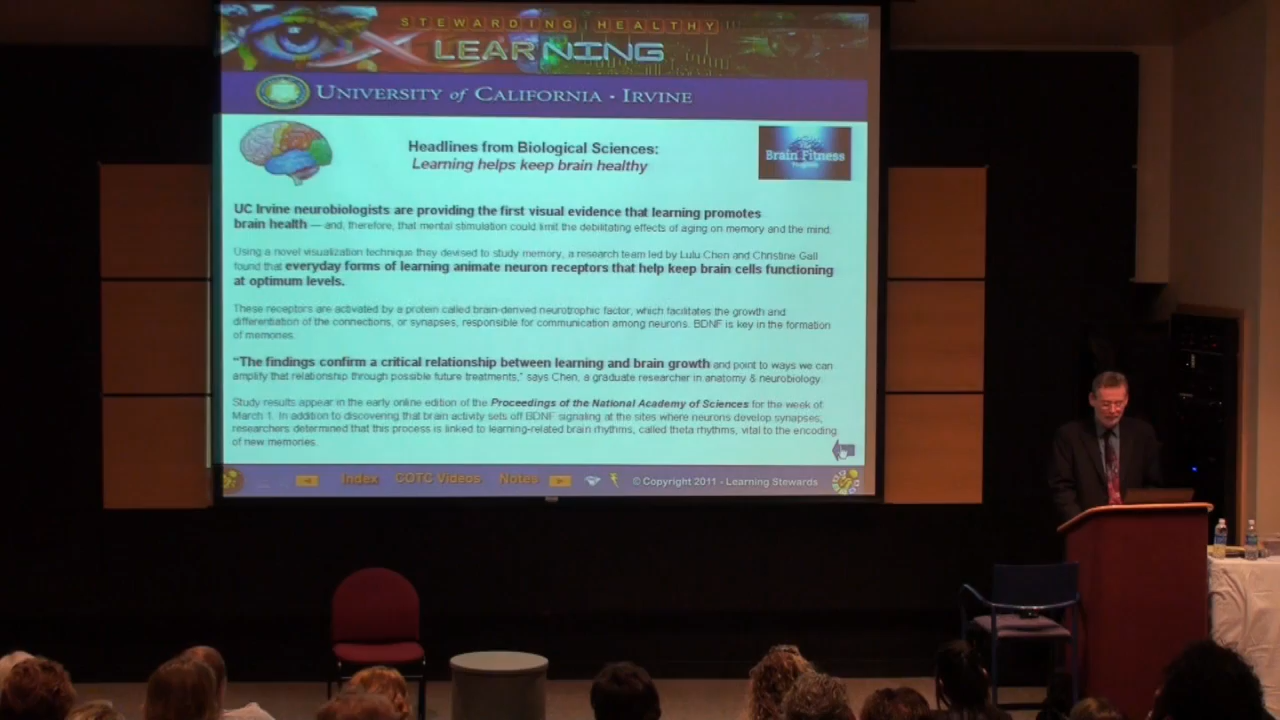 STEWARDING HEALTHY
LEARNING
UNIVERSITY of CALIFORNIA · IRVINE
Headlines from Biological Sciences:
Learning helps keep brain healthy
Brain Fitness
UC Irvine neurobiologists are providing the first visual evidence that learning promotes
brain health — and, therefore, that mental stimulation could limit the debilitating effects of aging on memory and the mind.
Using a novel visualization technique they devised to study memory, a research team led by Lulu Chen and Christine Gall
found that everyday forms of learning animate neuron receptors that help keep brain cells functioning
at optimum levels.
These receptors are activated by a protein called brain-derived neurotrophic factor, which facilitates the growth and
differentiation of the connections, or synapses, responsible for communication among neurons. BDNF is key in the formation
of memories.
“The findings confirm a critical relationship between learning and brain growth and point to ways we can
amplify that relationship through possible future treatments,” says Chen, a graduate researcher in anatomy & neurobiology.
Study results appear in the early online edition of the Proceedings of the National Academy of Sciences for the week of
March 1. In addition to discovering that brain activity sets off BDNF signaling at the sites where neurons develop synapses,
researchers determined that this process is linked to learning-related brain rhythms, called theta rhythms, vital to the encoding
of new memories.
Index COTC Videos Notes © Copyright 2011 - Learning Stewards